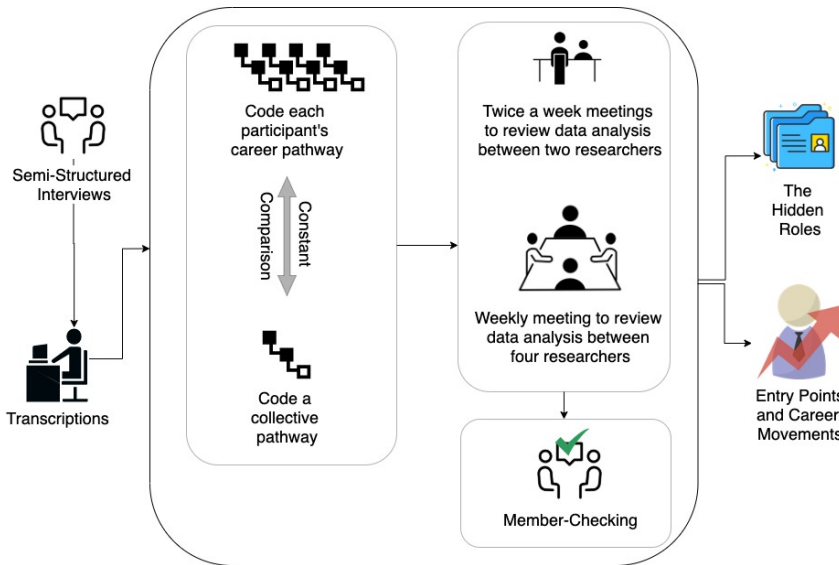 Semi-Structured
Interviews
Transcriptions
Code each
participant's
career pathway
Constant
Comparison
Code a
collective
pathway
Twice a week meetings
to review data analysis
between two researchers
Weekly meeting to review
data analysis between
four researchers
Member-Checking
The
Hidden
Roles
Entry Points
and Career
Movements